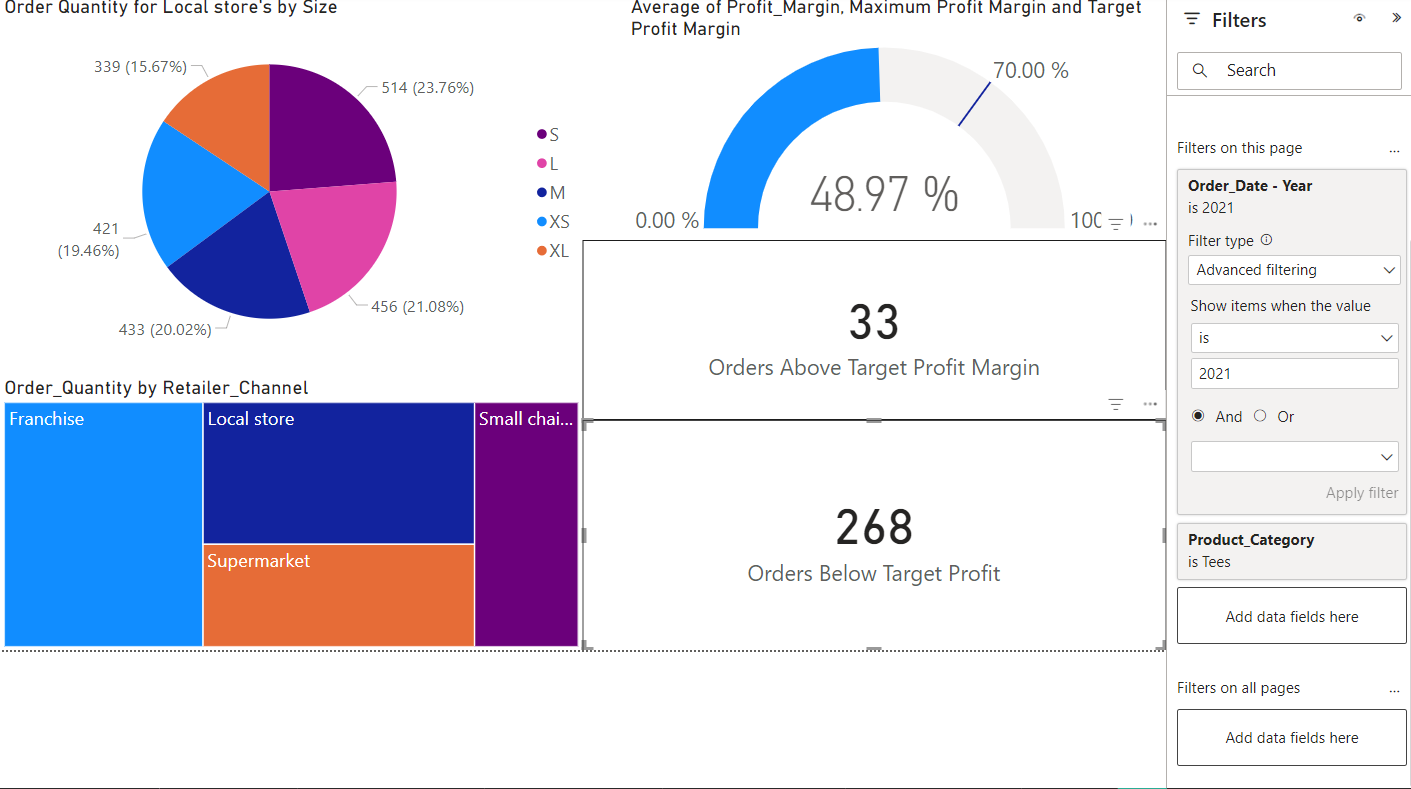 Order Quantity for Local store's by Size
339 (15.67%)
514 (23.76%)
421
(19.46%)
456 (21.08%)
433 (20.02%)
S
L
M
XS
XL
Average of Profit_Margin, Maximum Profit Margin and Target
Profit Margin
70.00 %
48.97 %
0.00 %
100
33
Orders Above Target Profit Margin
Order_Quantity by Retailer_Channel
Franchise
Local store
Small chai...
Supermarket
268
Orders Below Target Profit
Filters
Search
Filters on this page
...
Order_Date - Year
is 2021
Filter type
Advanced filtering
Show items when the value
is
2021
And
Or
Apply filter
Product_Category
is Tees
Add data fields here
Filters on all pages
...
Add data fields here